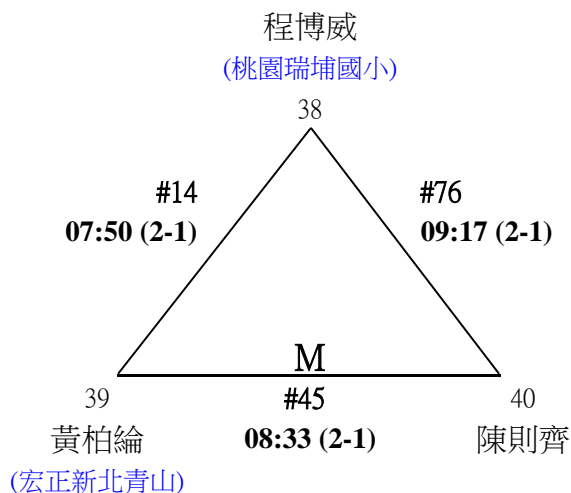 程博威
(桃園瑞埔國小)
38
#14
07:50 (2-1)
#76
09:17 (2-1)
M
39
#45
40
黃柏綸
08:33 (2-1)
陳則齊
(宏正新北青山)